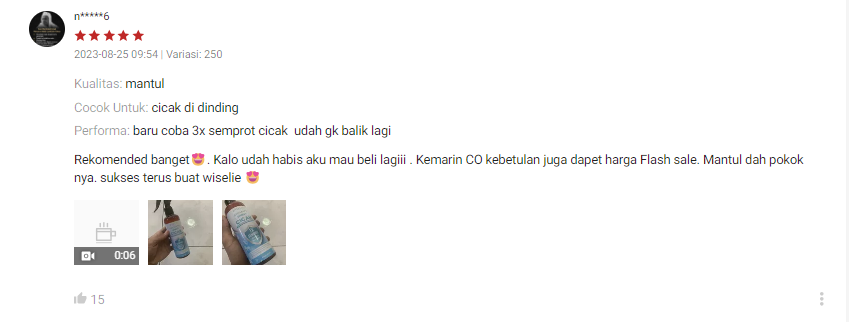 n*****6
2023-08-25 09:54 | Variasi: 250
Kualitas: mantul
Cocok Untuk: cicak di dinding
Performa: baru coba 3x semprot cicak udah gk balik lagi
Rekomended banget😍 . Kalo udah habis aku mau beli lagiii . Kemarin CO kebetulan juga dapet harga Flash sale. Mantul dah pokok
nya. sukses terus buat wiselie 😍
0:06
CICAK
15